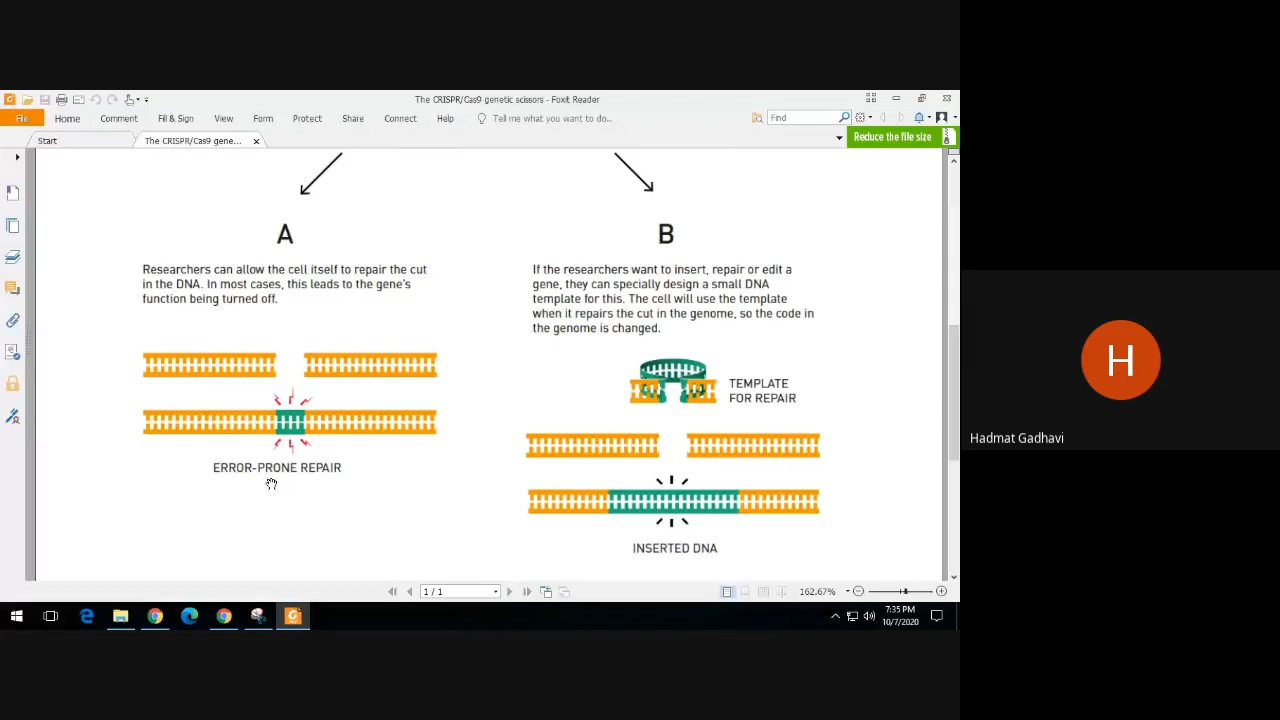 The CRISPR/Cas9 genetic scissors - Foxit Reader
File Home Comment Fill & Sign View Form Protect Share Connect Help Tell me what you want to do.. Find
Start The CRISPR/Cas9 gene... Reduce the file size
A
Researchers can allow the cell itself to repair the cut
in the DNA. In most cases, this leads to the gene's
function being turned off.
ERROR-PRONE REPAIR
B
If the researchers want to insert, repair or edit a
gene, they can specially design a small DNA
template for this. The cell will use the template
when it repairs the cut in the genome, so the code in
the genome is changed.
TEMPLATE
FOR REPAIR
INSERTED DNA
H
Hadmat Gadhavi
1 / 1 162.67%
7:35 PM
10/7/2020